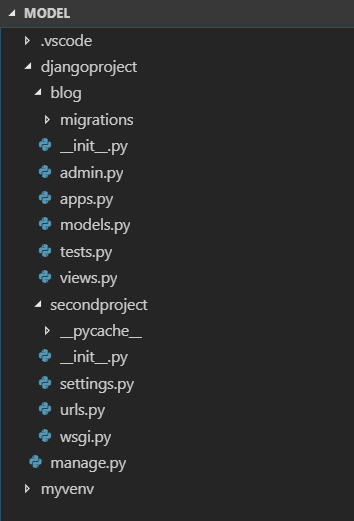 MODEL
.vscode
djangoproject
blog
migrations
__init__.py
admin.py
apps.py
models.py
tests.py
views.py
secondproject
__pycache__
__init__.py
settings.py
urls.py
wsgi.py
manage.py
myvenv